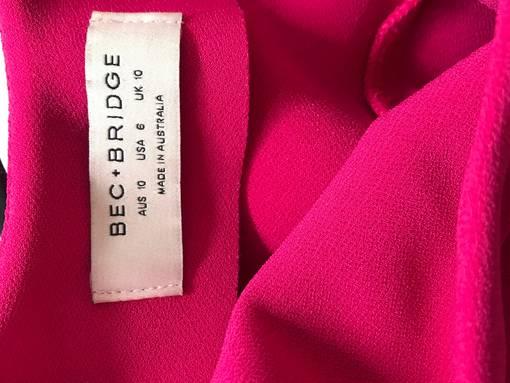 BEC+BRIDGE
AUS 10 USA 6 UK 10
MADE IN AUSTRALIA